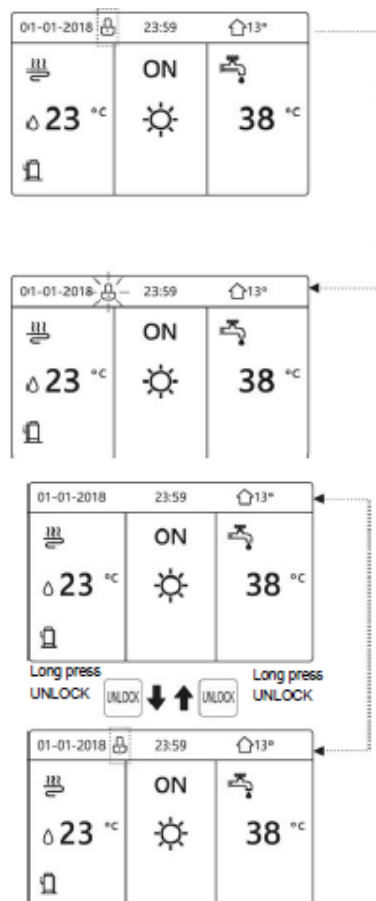 01-01-2018 23:59 13°
ON
23 °C 38 °C
01-01-2018 23:59 13°
ON
23 °C 38 °C
01-01-2018 23:59 13°
ON
23 °C 38 °C
Long press Long press
UNLOCK UNLOCK UNLOCK UNLOCK
01-01-2018 23:59 13°
ON
23 °C 38 °C